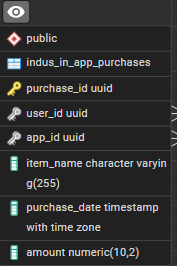 public
indus_in_app_purchases
purchase_id uuid
user_id uuid
app_id uuid
item_name character varyin
g(255)
purchase_date timestamp
with time zone
amount numeric(10,2)